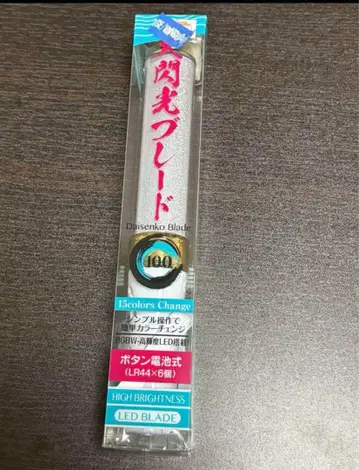 閃光ブレード
Daisenko Blade
100
15colors Change
シンプル操作で
簡単カラーチェンジ
RGBW-高輝度LED搭載!
ボタン電池式
(LR44×6個)
HIGH BRIGHTNESS
LED BLADE